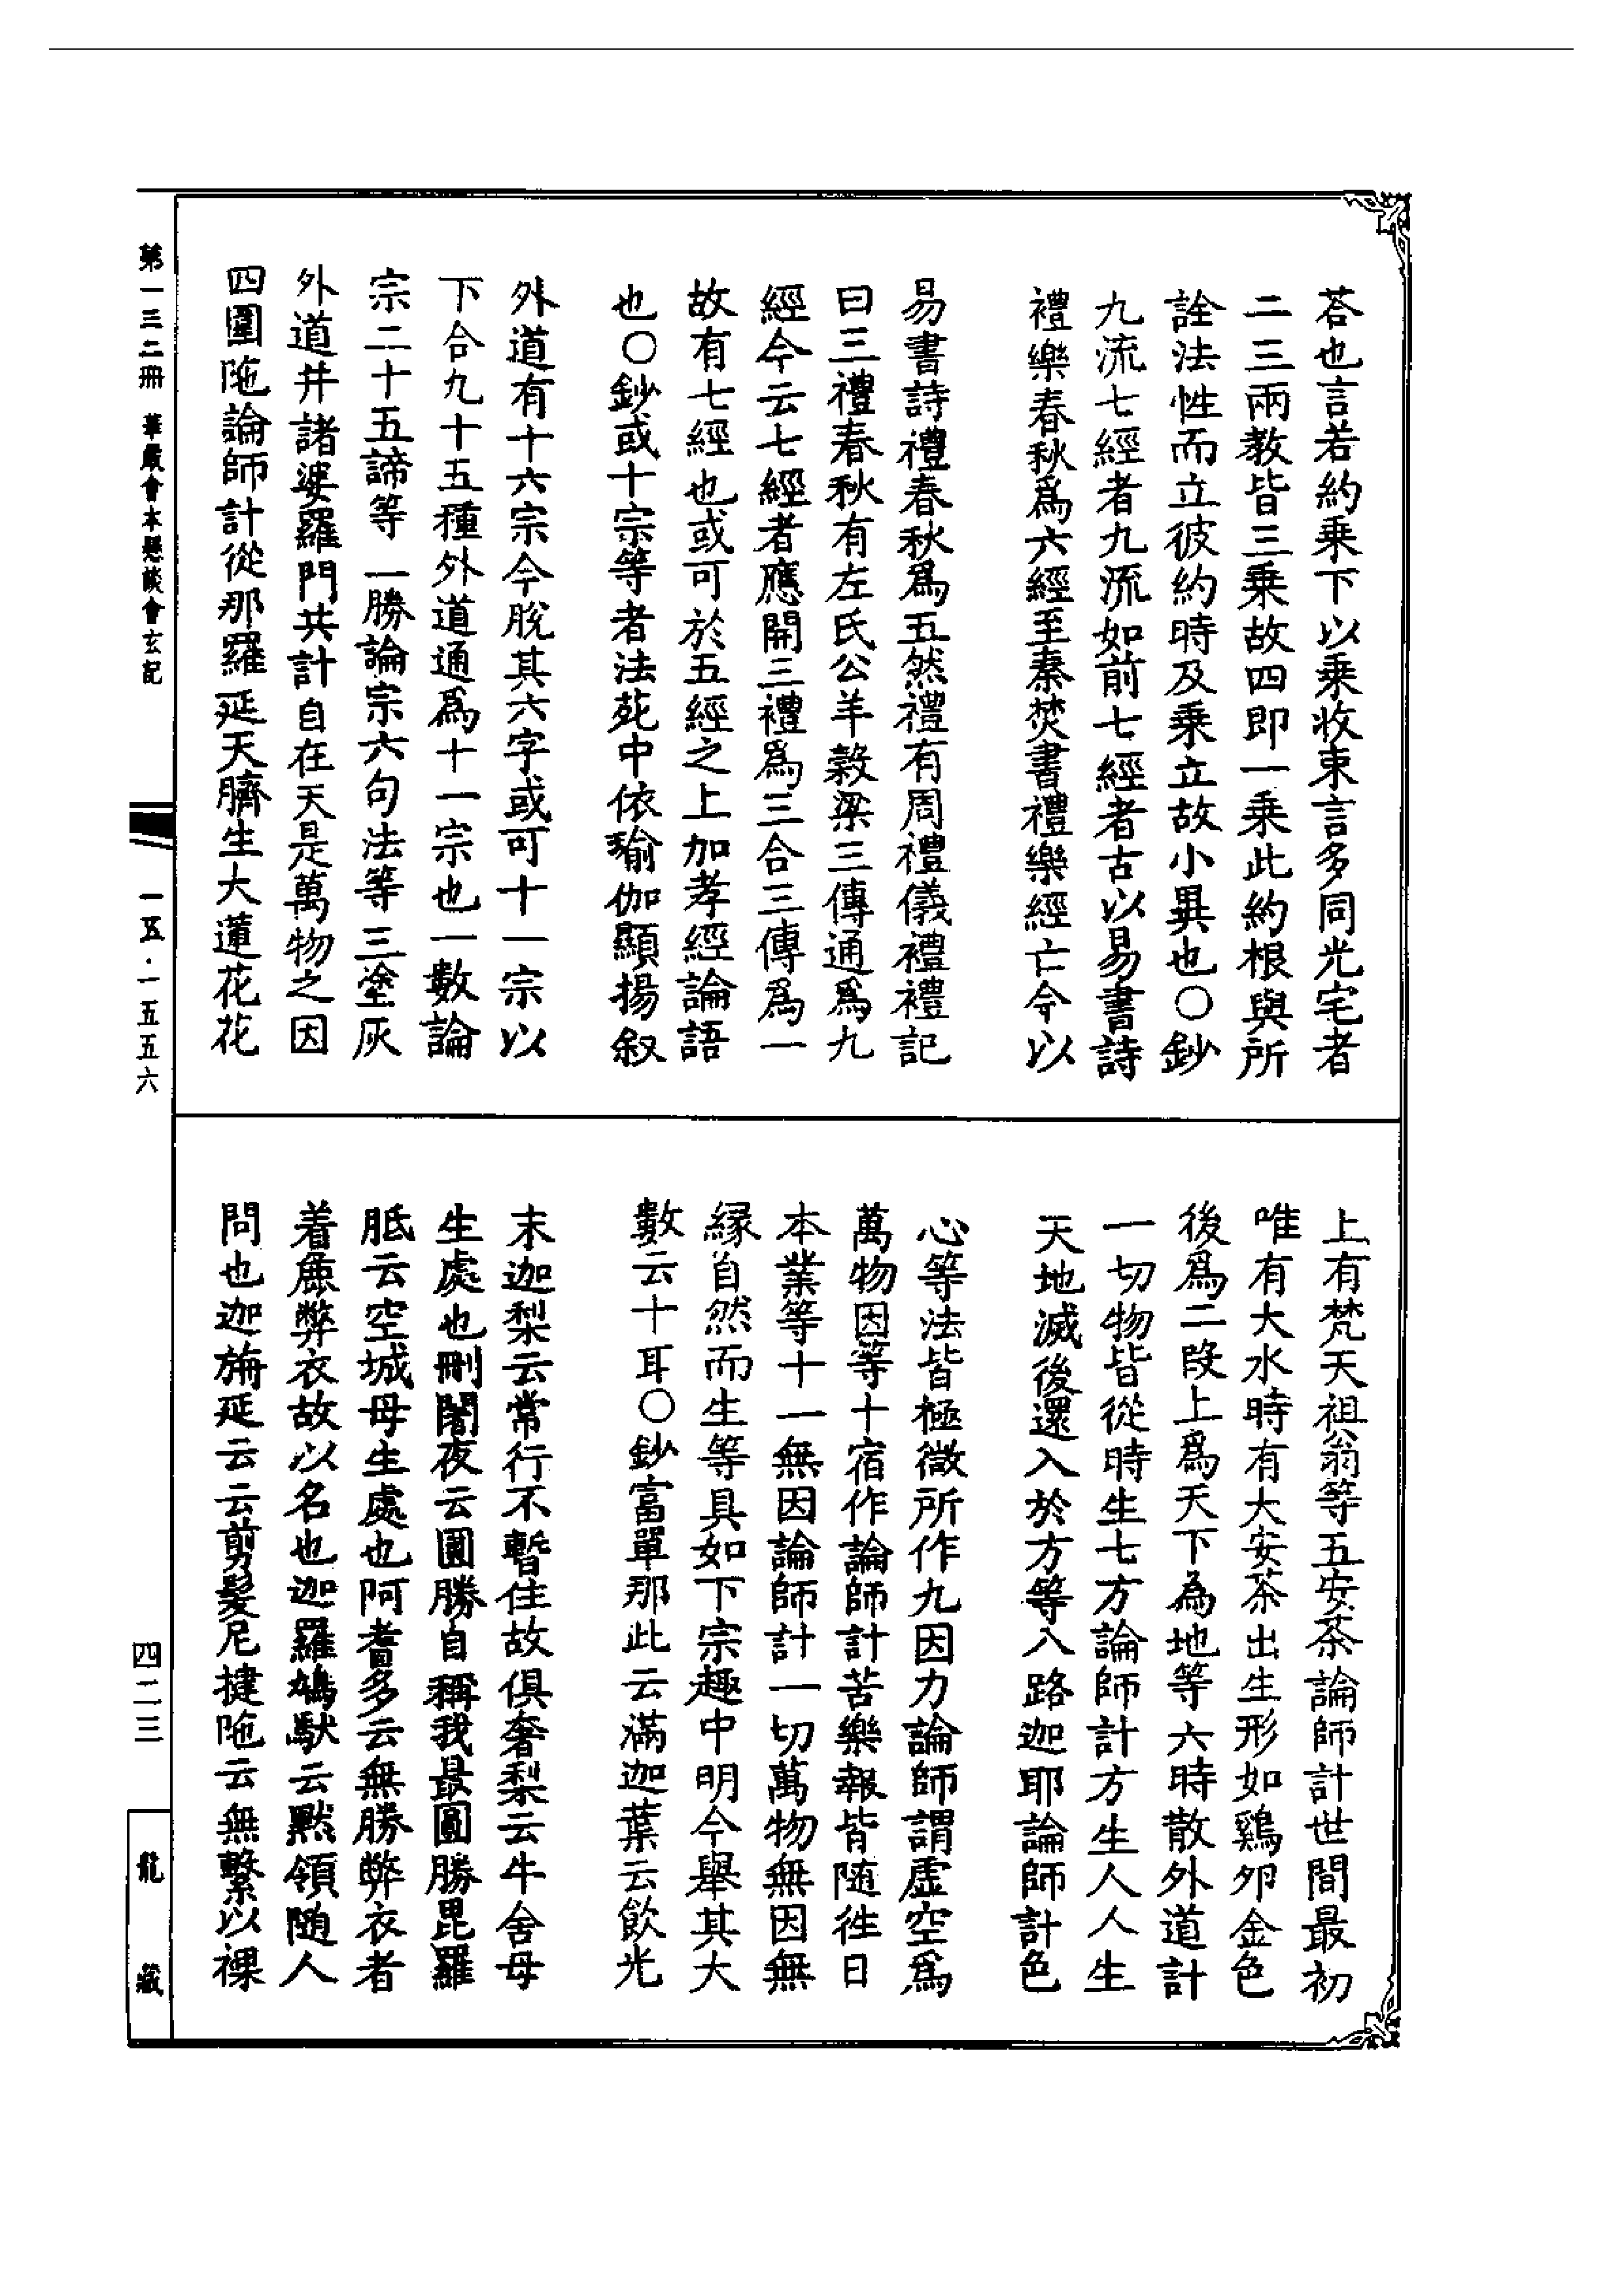 荅也言若約乗下以乗收束言多同光宅者
二三兩教皆三乗故四即一乗此約根與所
詮法性而立彼約時及乗立故小異也○鈔
九流七經者九流如前七經者古以易書詩
禮樂春秋爲六經至秦焚書禮樂經亡今以
易書詩禮春秋爲五然禮有周禮儀禮禮記
曰三禮春秋有左氏公羊榖梁三傳通爲九
經今云七經者應開三禮爲三合三傳爲一
故有七經也或可於五經之上加孝經論語
也○鈔或十宗等者法苑中依瑜伽顯揚叙
外道有十六宗今脫其六字或可十一宗以
下合九十五種外道通爲十一宗也一數論
宗二十五諦等一勝論宗六句法等三塗灰
外道并諸婆羅門共計自在天是萬物之因
四圍陁論師計從那羅延天臍生大蓮花花
上有梵天祖翁等五安荼論師計世間最初
唯有大水時有大安荼出生形如鷄卵金色
後爲二段上爲天下為地等六時散外道計
一切物皆從時生七方論師計方生人人生
天地滅後還入於方等八路迦耶論師計色
心等法皆極微所作九因力論師謂虛空爲
萬物因等十宿作論師計苦樂報皆随徃日
本業等十一無因論師計一切萬物無因無
緣自然而生等具如下宗趣中明今舉其大
數云十耳○鈔富單那此云滿迦葉云飲光
末迦梨云常行不暫住故俱奢梨云牛舍母
生處也刪闍夜云圓勝自稱我最圓勝毘羅
胝云空城母生處也阿耆多云無勝弊衣者
着麁弊衣故以名也迦羅鳩馱云黙領随人
問也迦旃延云云剪髮尼揵陁云無繫以裸
第一三二冊 華嚴會本懸談會玄記
一五·一五五六
四二三
龍藏